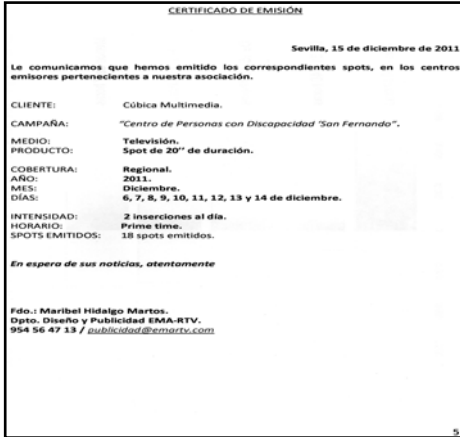 CERTIFICADO DE EMISIÓN
Sevilla, 15 de diciembre de 2011
Le comunicamos que hemos emitido los correspondientes spots, en los centros
emisores pertenecientes a nuestra asociación.
CLIENTE: Cúbica Multimedia.
CAMPAÑA: "Centro de Personas con Discapacidad "San Fernando".
MEDIO: Televisión.
PRODUCTO: Spot de 20'' de duración.
COBERTURA: Regional.
AÑO: 2011.
MES: Diciembre.
DÍAS: 6, 7, 8, 9, 10, 11, 12, 13 y 14 de diciembre.
INTENSIDAD: 2 inserciones al día.
HORARIO: Prime time.
SPOTS EMITIDOS: 18 spots emitidos.
En espera de sus noticias, atentamente
Fdo.: Maribel Hidalgo Martos.
Dpto. Diseño y Publicidad EMA-RTV.
954 56 47 13 / publicidad@emartv.com
5